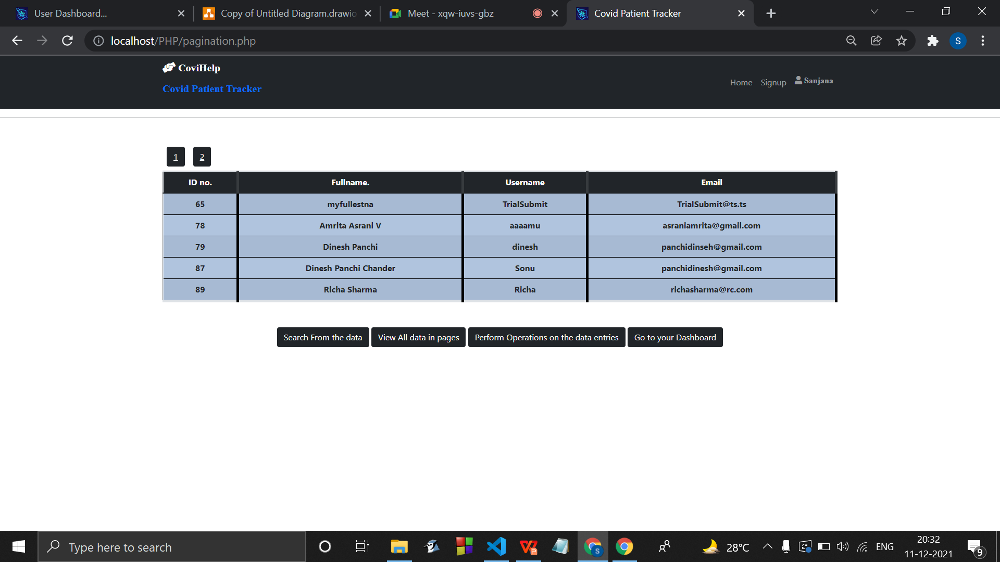 User Dashboard...
Copy of Untitled Diagram.drawio
Meet - xqw-iuvs-gbz
Covid Patient Tracker
localhost/PHP/pagination.php
S
CoviHelp
Covid Patient Tracker
Home Signup Sanjana
1 2
ID no. Fullname. Username Email
65 myfullestna TrialSubmit TrialSubmit@ts.ts
78 Amrita Asrani V aaaamu asraniamrita@gmail.com
79 Dinesh Panchi dinesh panchidinseh@gmail.com
87 Dinesh Panchi Chander Sonu panchidinesh@gmail.com
89 Richa Sharma Richa richasharma@rc.com
Search From the data View All data in pages Perform Operations on the data entries Go to your Dashboard
Type here to search
S
28°C
ENG
20:32
11-12-2021
9